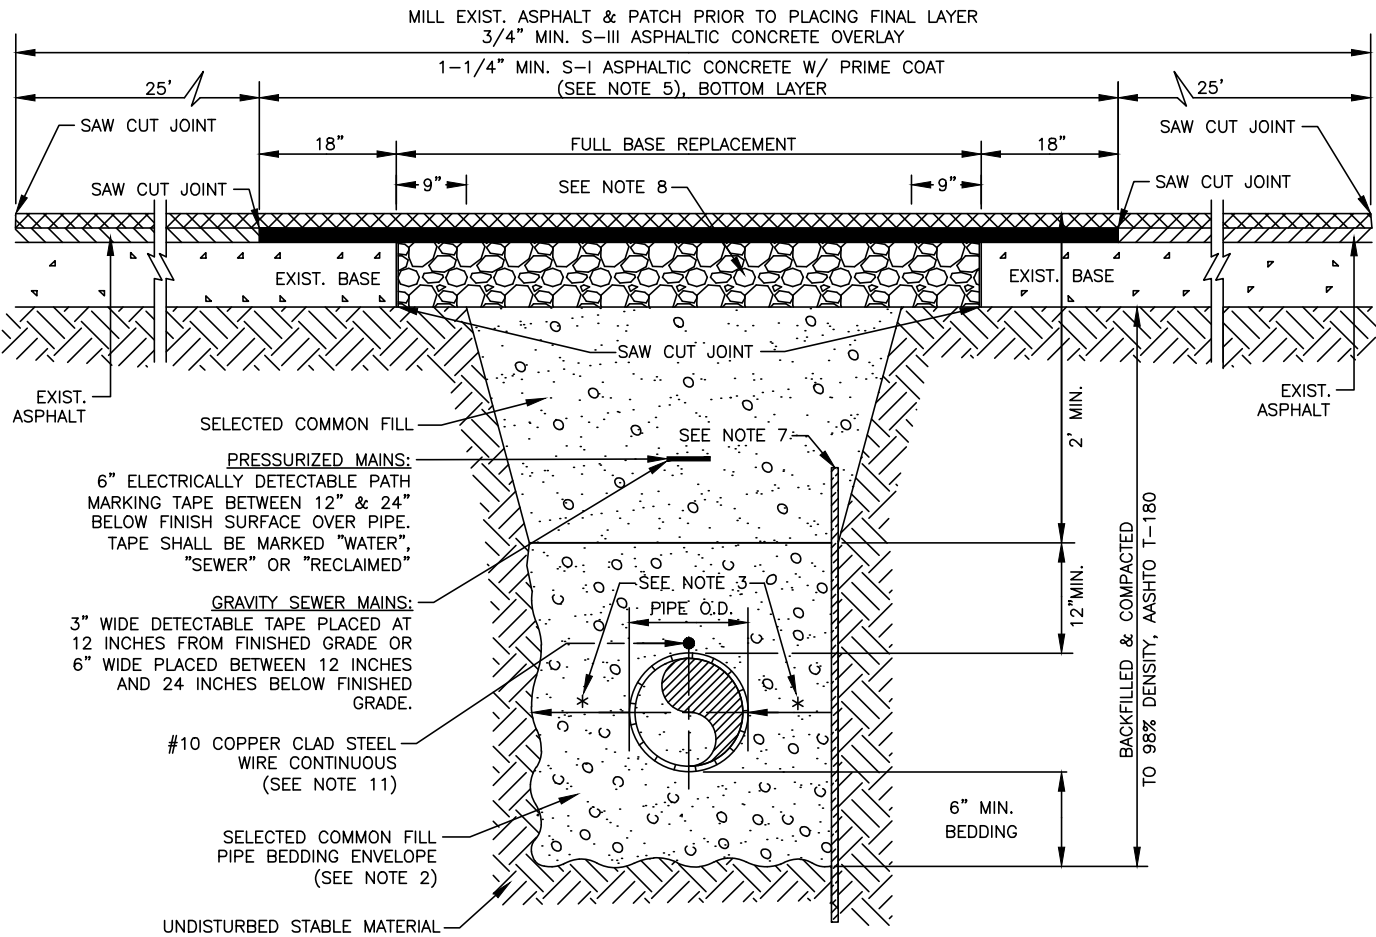 MILL EXIST. ASPHALT & PATCH PRIOR TO PLACING FINAL LAYER
3/4" MIN. S-III ASPHALTIC CONCRETE OVERLAY
1-1/4" MIN. S-I ASPHALTIC CONCRETE W/ PRIME COAT
(SEE NOTE 5), BOTTOM LAYER
25'
25'
SAW CUT JOINT
SAW CUT JOINT
18"
FULL BASE REPLACEMENT
18"
SAW CUT JOINT
9"
SEE NOTE 8
9"
SAW CUT JOINT
EXIST. BASE
EXIST. BASE
SAW CUT JOINT
EXIST.
ASPHALT
EXIST.
ASPHALT
2' MIN.
SELECTED COMMON FILL
SEE NOTE 7
PRESSURIZED MAINS:
6" ELECTRICALLY DETECTABLE PATH
MARKING TAPE BETWEEN 12" & 24"
BELOW FINISH SURFACE OVER PIPE.
TAPE SHALL BE MARKED "WATER",
"SEWER" OR "RECLAIMED"
SEE NOTE 3
PIPE O.D.
12"MIN.
BACKFILLED & COMPACTED
TO 98% DENSITY, AASHTO T-180
GRAVITY SEWER MAINS:
3" WIDE DETECTABLE TAPE PLACED AT
12 INCHES FROM FINISHED GRADE OR
6" WIDE PLACED BETWEEN 12 INCHES
AND 24 INCHES BELOW FINISHED
GRADE.
#10 COPPER CLAD STEEL
WIRE CONTINUOUS
(SEE NOTE 11)
6" MIN.
BEDDING
SELECTED COMMON FILL
PIPE BEDDING ENVELOPE
(SEE NOTE 2)
UNDISTURBED STABLE MATERIAL